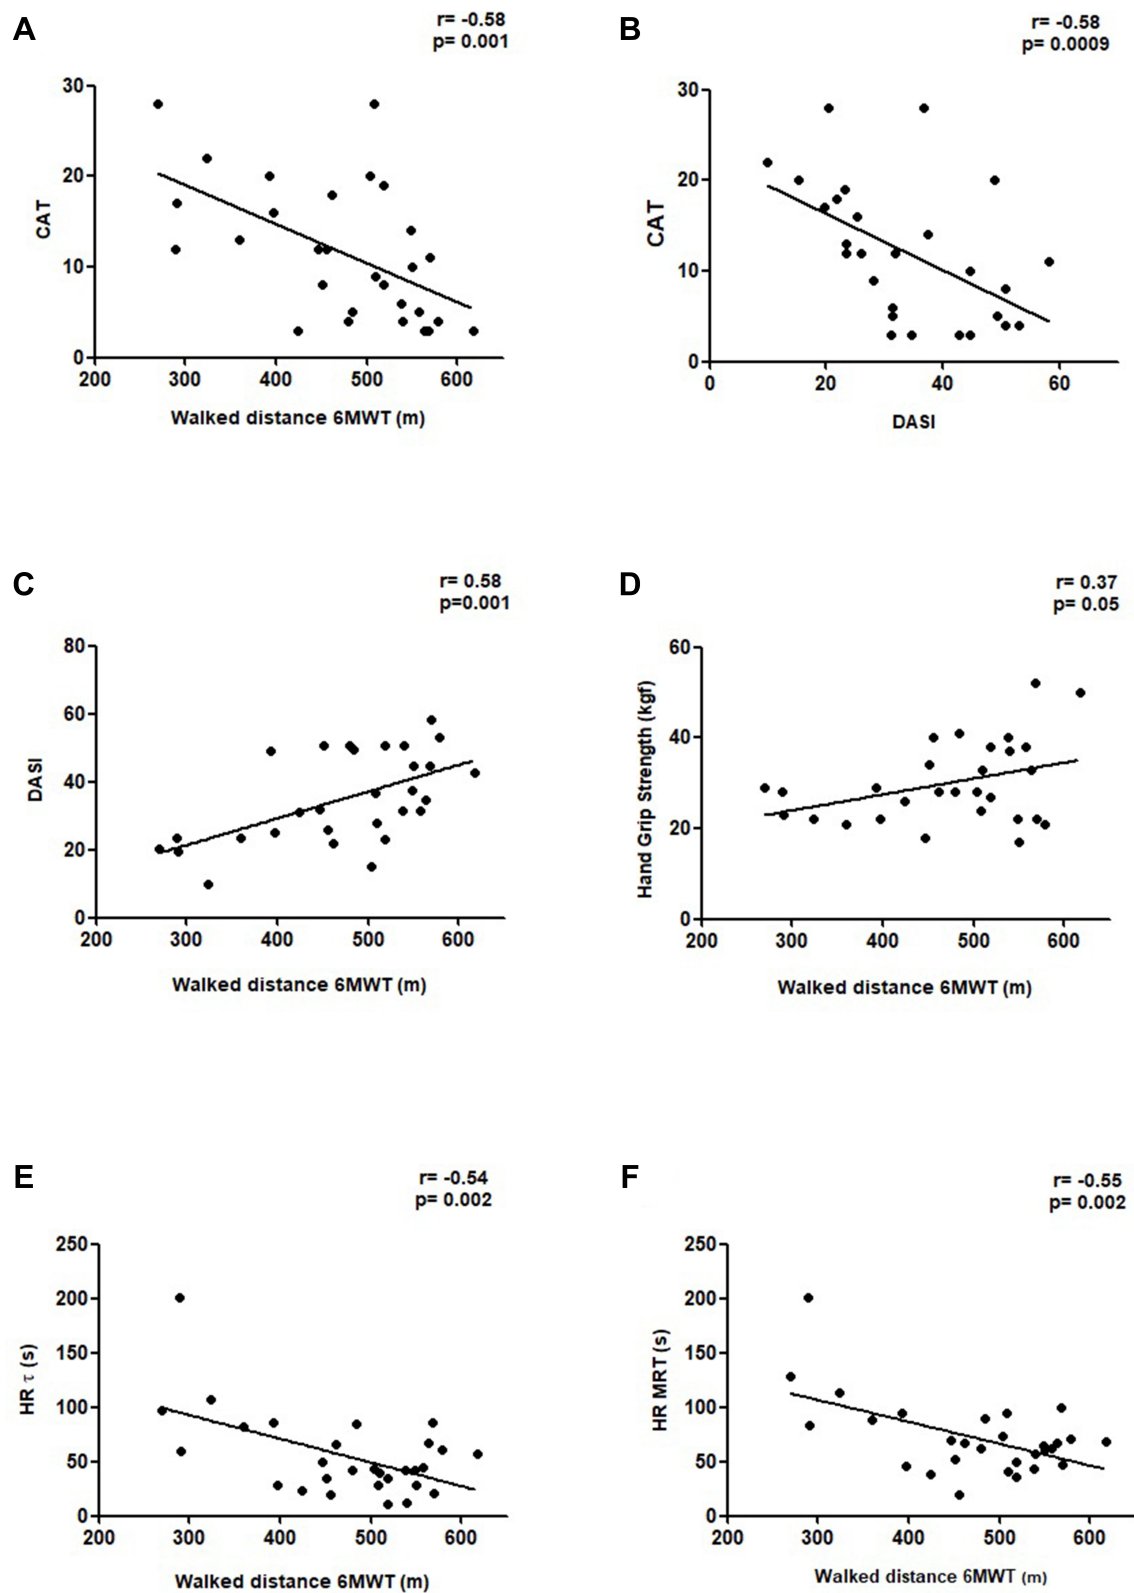 A
r= -0.58
p= 0.001
30
20
10
0
CAT
200 300 400 500 600
Walked distance 6MWT (m)
B
r= -0.58
p= 0.0009
30
20
10
0
CAT
0 20 40 60
DASI
C
r= 0.58
p=0.001
80
60
40
20
0
DASI
200 300 400 500 600
Walked distance 6MWT (m)
D
r= 0.37
p= 0.05
60
40
20
0
Hand Grip Strength (kgf)
200 300 400 500 600
Walked distance 6MWT (m)
E
r= -0.54
p= 0.002
250
200
150
100
50
0
HR τ (s)
200 300 400 500 600
Walked distance 6MWT (m)
F
r= -0.55
p= 0.002
250
200
150
100
50
0
HR MRT (s)
200 300 400 500 600
Walked distance 6MWT (m)